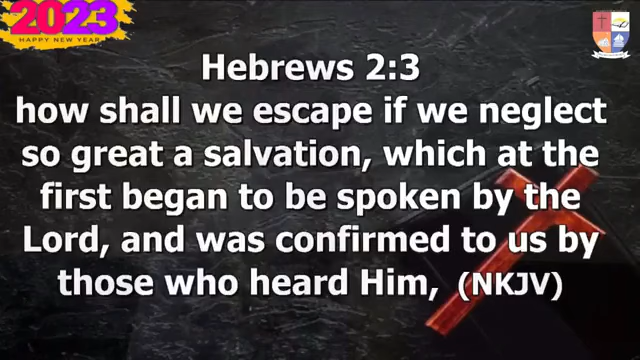 2023
HAPPY NEW YEAR
Hebrews 2:3
how shall we escape if we neglect
so great a salvation, which at the
first began to be spoken by the
Lord, and was confirmed to us by
those who heard Him, (NKJV)